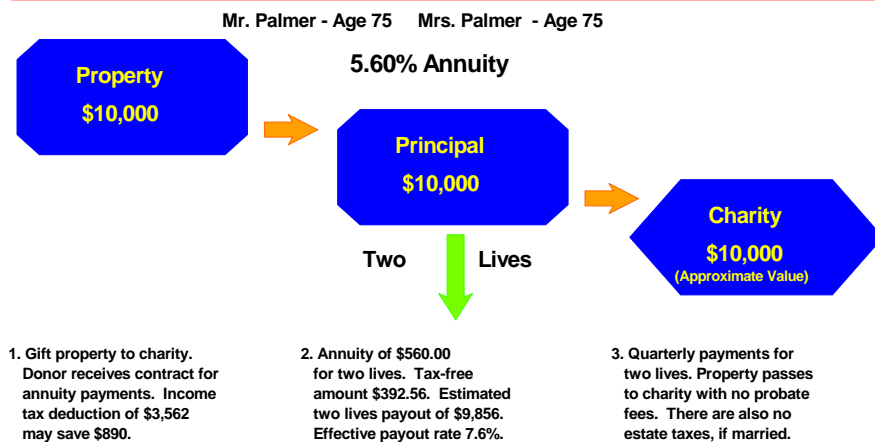 Mr. Palmer - Age 75 Mrs. Palmer - Age 75
5.60% Annuity
Property
$10,000
Principal
$10,000
Charity
$10,000
(Approximate Value)
Two Lives
1. Gift property to charity.
Donor receives contract for
annuity payments. Income
tax deduction of $3,562
may save $890.
2. Annuity of $560.00
for two lives. Tax-free
amount $392.56. Estimated
two lives payout of $9,856.
Effective payout rate 7.6%.
3. Quarterly payments for
two lives. Property passes
to charity with no probate
fees. There are also no
estate taxes, if married.